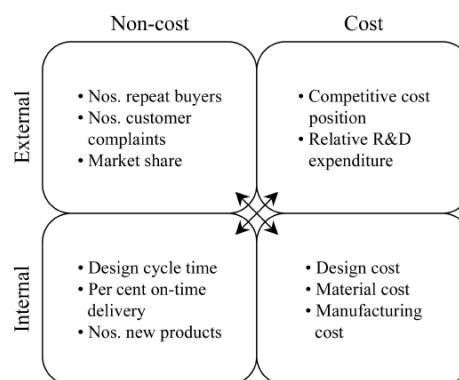 Non-cost
Cost
External
• Nos. repeat buyers
• Nos. customer
complaints
• Market share
• Competitive cost
position
• Relative R&D
expenditure
Internal
• Design cycle time
• Per cent on-time
delivery
• Nos. new products
• Design cost
• Material cost
• Manufacturing
cost